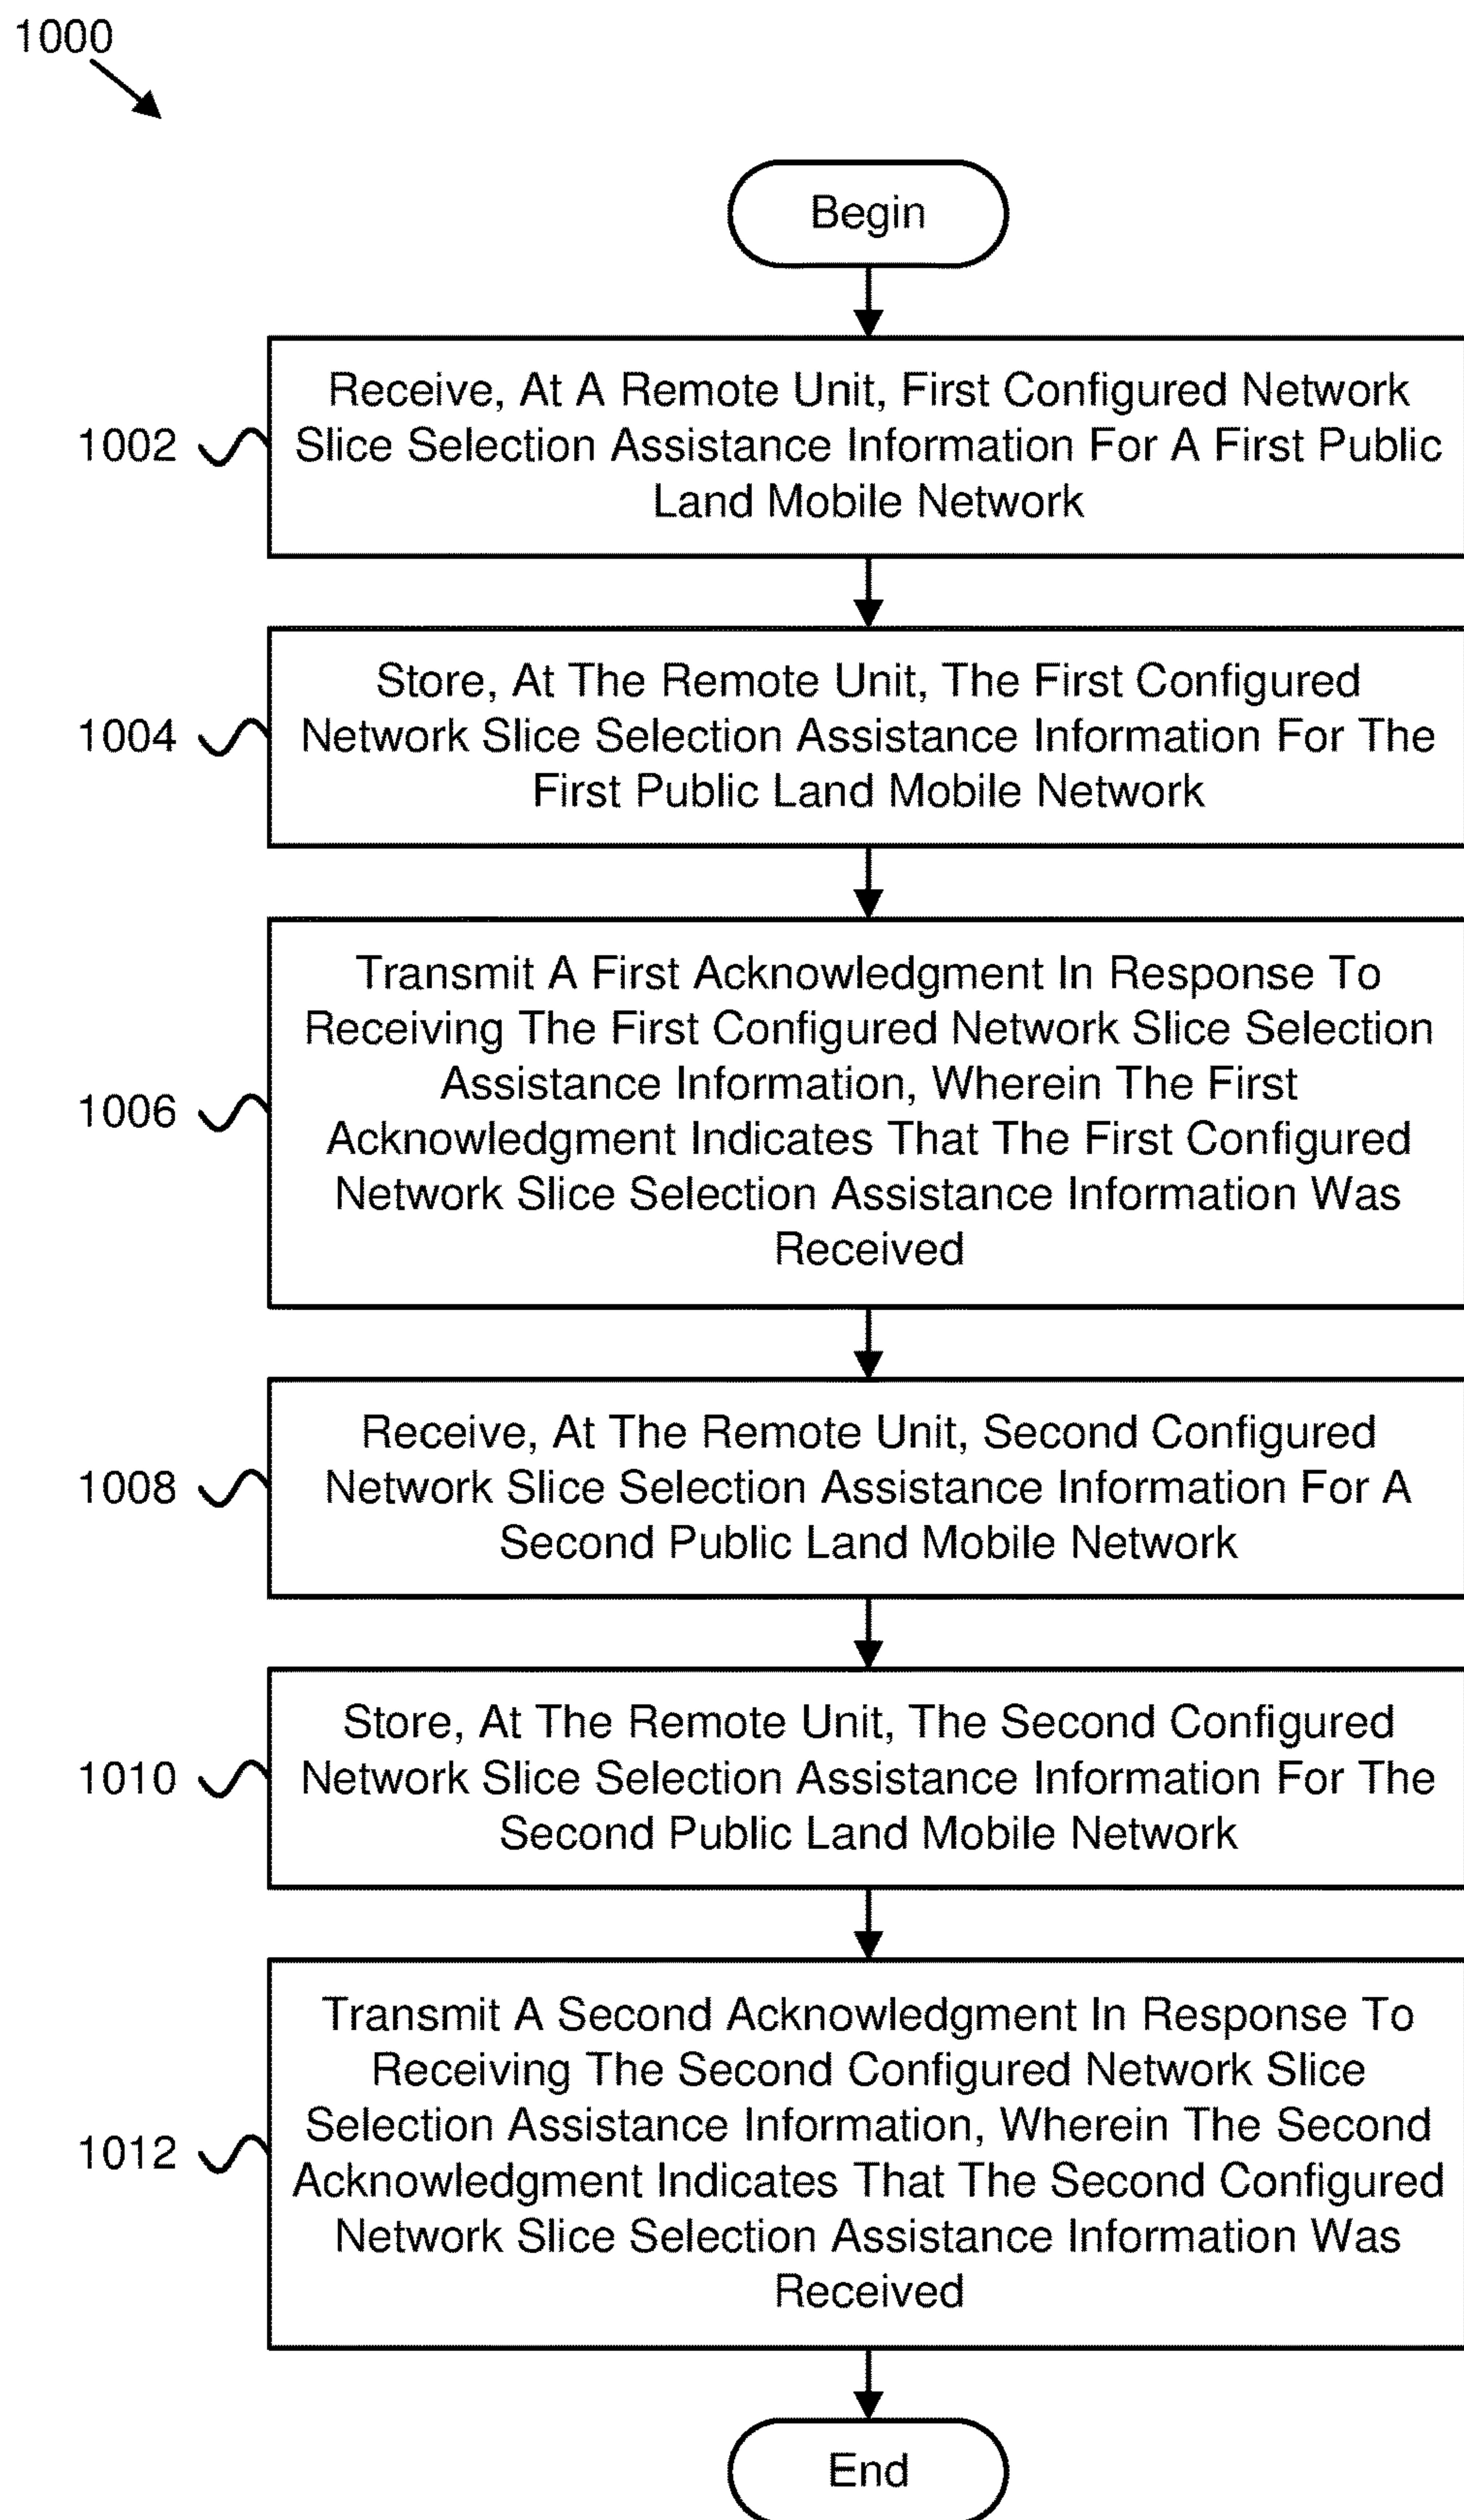 1000
Begin
1002
Receive, At A Remote Unit, First Configured Network
Slice Selection Assistance Information For A First Public
Land Mobile Network
1004
Store, At The Remote Unit, The First Configured
Network Slice Selection Assistance Information For The
First Public Land Mobile Network
1006
Transmit A First Acknowledgment In Response To
Receiving The First Configured Network Slice Selection
Assistance Information, Wherein The First
Acknowledgment Indicates That The First Configured
Network Slice Selection Assistance Information Was
Received
1008
Receive, At The Remote Unit, Second Configured
Network Slice Selection Assistance Information For A
Second Public Land Mobile Network
1010
Store, At The Remote Unit, The Second Configured
Network Slice Selection Assistance Information For The
Second Public Land Mobile Network
1012
Transmit A Second Acknowledgment In Response To
Receiving The Second Configured Network Slice
Selection Assistance Information, Wherein The Second
Acknowledgment Indicates That The Second Configured
Network Slice Selection Assistance Information Was
Received
End